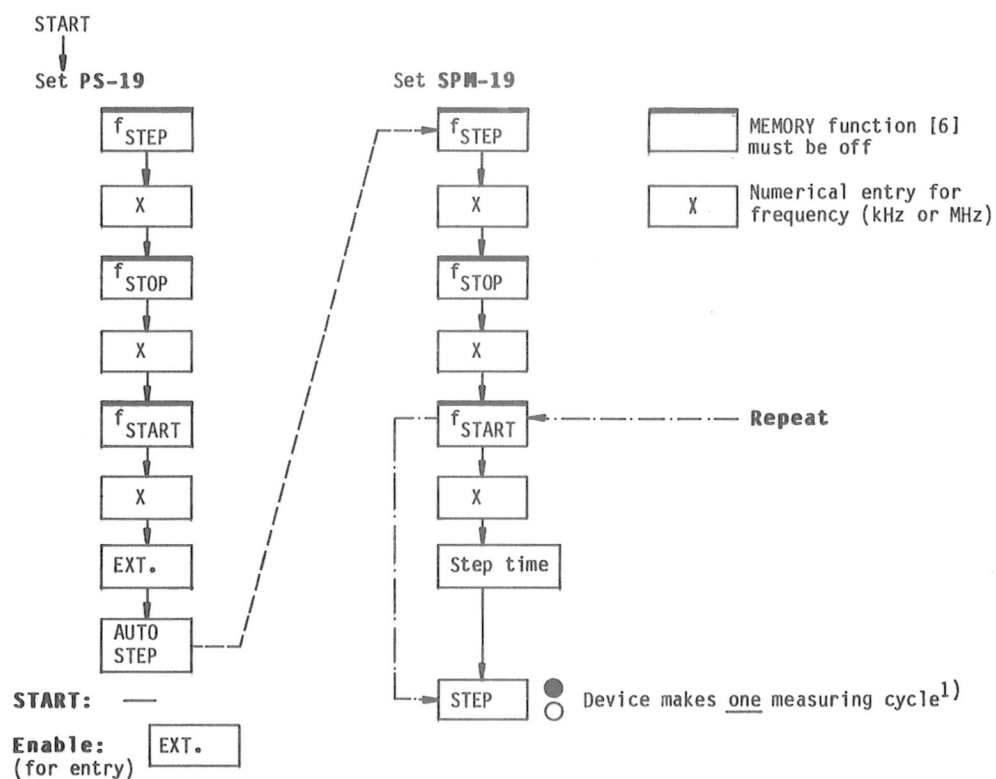 START
Set PS-19
f STEP
X
f STOP
X
f START
X
EXT.
AUTO
STEP
START: —
Enable:
(for entry)
EXT.
Set SPM-19
f STEP
X
f STOP
X
f START
Repeat
X
Step time
STEP
Device makes one measuring cycle1)
MEMORY function [6]
must be off
X
Numerical entry for
frequency (kHz or MHz)